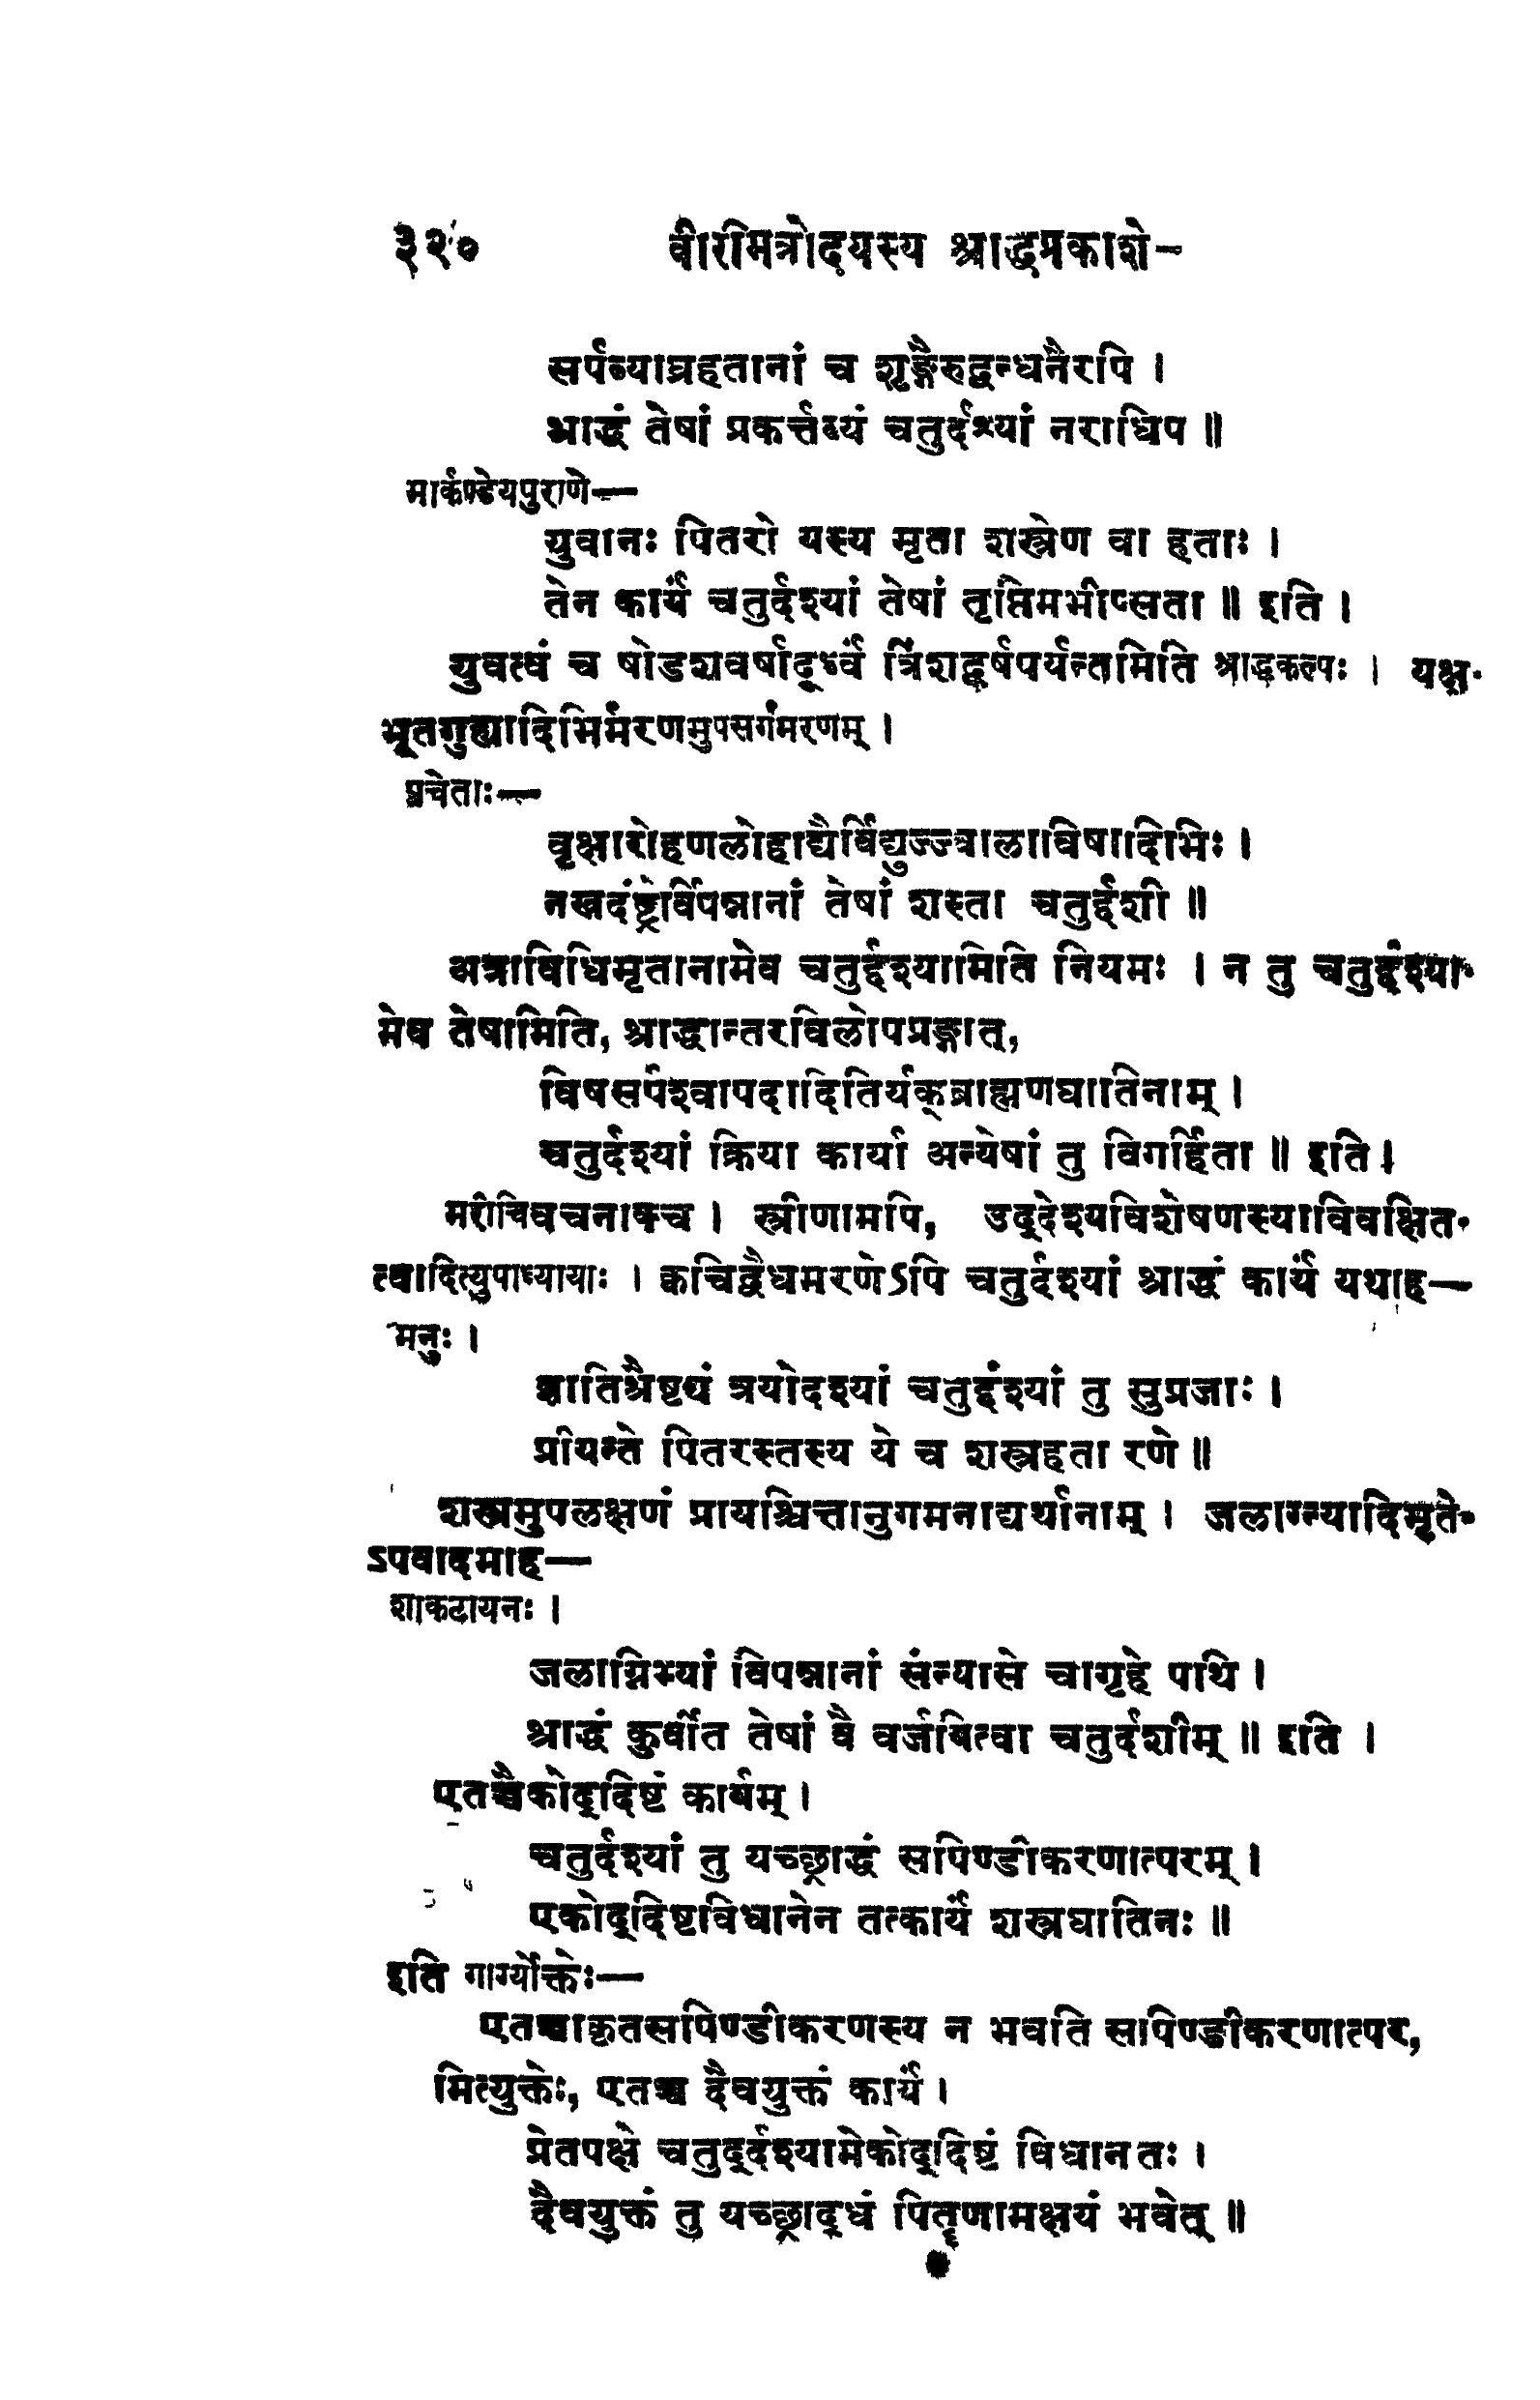 ३२० वीरमित्रोदयस्य श्राद्धप्रकाशे-
सर्पव्याघ्रहतानां च शृङ्गैरुद्बन्धनैरपि ।
श्राद्धं तेषां प्रकर्त्तव्यं चतुर्दश्यां नराधिप ॥
मार्कण्डेयपुराणे—
युवानः पितरो यस्य मृता शस्त्रेण वा हताः ।
तेन कार्यं चतुर्दश्यां तेषां तृप्तिमभीप्सता ॥ इति ।
युवत्वं च षोडशवर्षादूर्ध्वं त्रिंशद्वर्षपर्यन्तमिति श्राद्धकल्पः । यक्ष-
भूतगुह्यादिभिर्मरणमुपसर्गमरणम् ।
प्रचेताः—
वृक्षारोहणलोहाद्यैर्विद्युज्ज्वालाविषादिभिः ।
नखदंष्ट्रैर्विपन्नानां तेषां शस्ता चतुर्द्दशी ॥
अत्राविधिमृतानामेव चतुर्द्दश्यामिति नियमः । न तु चतुर्द्दश्या-
मेव तेषामिति, श्राद्धान्तरविलोपप्रङ्गात्,
विषसर्पश्वापदादितिर्यक्ब्राह्मणघातिनाम् ।
चतुर्दश्यां क्रिया कार्या अन्येषां तु विगर्हिता ॥ इति ।
मरीचिवचनाच्च । स्त्रीणामपि, उद्देश्यविशेषणस्याविवक्षित-
त्वादित्युपाध्यायाः । क्वचिद्वैधमरणेऽपि चतुर्दश्यां श्राद्धं कार्यं यथाह—
मनुः ।
ज्ञातिश्रैष्ट्यं त्रयोदश्यां चतुर्द्दश्यां तु सुप्रजाः ।
प्रीयन्ते पितरस्तस्य ये च शस्त्रहता रणे ॥
शस्त्रमुपलक्षणं प्रायश्चित्तानुगमनाद्यर्थानाम् । जलाग्न्यादिमृते-
ऽपवादमाह—
शाकटायनः ।
जलाग्निभ्यां विपन्नानां संन्यासे चागृहे पथि ।
श्राद्धं कुर्वीत तेषां वै वर्जयित्वा चतुर्दशीम् ॥ इति ।
एतच्चैकोद्दिष्टं कार्यम् ।
चतुर्दश्यां तु यच्छ्राद्धं सपिण्डीकरणात्परम् ।
एकोद्दिष्टविधानेन तत्कार्यं शस्त्रघातिनः ॥
इति गार्ग्योक्तेः—
एतच्चाकृतसपिण्डीकरणस्य न भवति सपिण्डीकरणात्पर,
मित्युक्तेः, एतच्च दैवयुक्तं कार्यं ।
प्रेतपक्षे चतुर्द्दश्यामेकोद्दिष्टं विधानतः ।
दैवयुक्तं तु यच्छ्राद्धं पितॄणामक्षयं भवेत् ॥